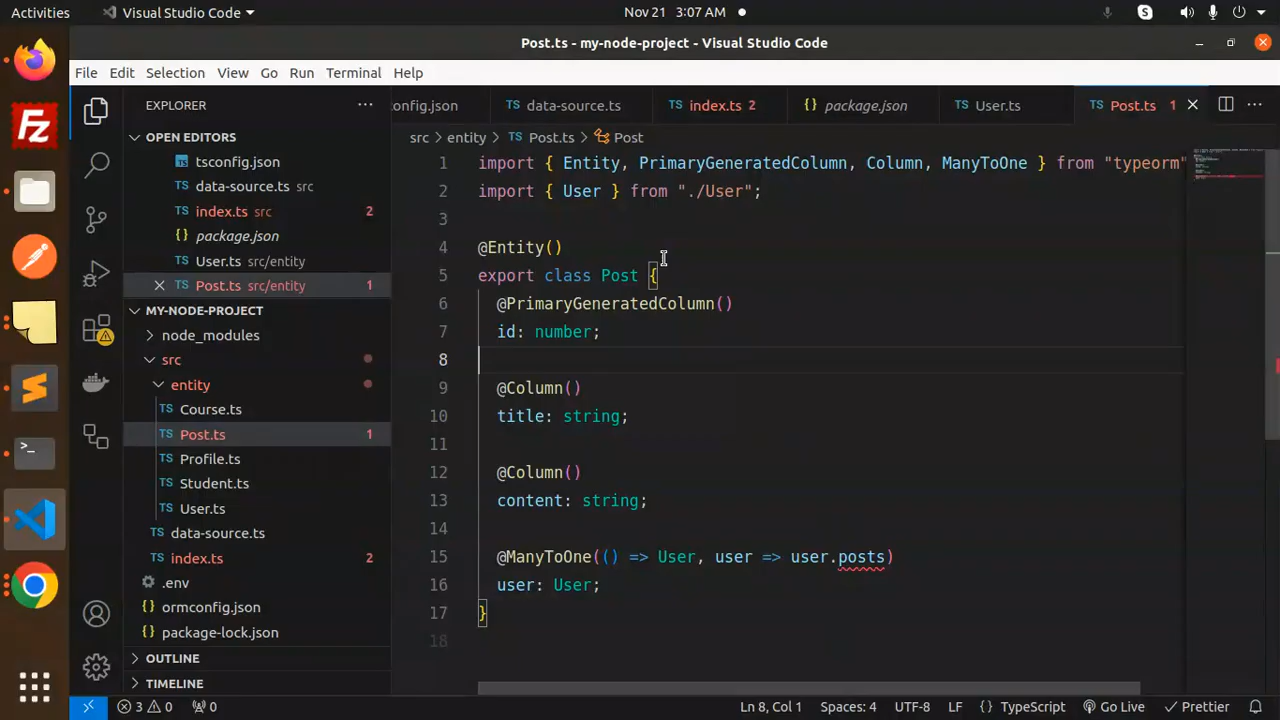 Activities
Visual Studio Code
Nov 21 3:07 AM
Post.ts - my-node-project - Visual Studio Code
File Edit Selection View Go Run Terminal Help
EXPLORER
config.json
data-source.ts
index.ts 2
package.json
User.ts
Post.ts 1
OPEN EDITORS
tsconfig.json
data-source.ts src
index.ts src 2
package.json
User.ts src/entity
Post.ts src/entity 1
MY-NODE-PROJECT
node_modules
src
entity
Course.ts
Post.ts 1
Profile.ts
Student.ts
User.ts
data-source.ts
index.ts 2
.env
ormconfig.json
package-lock.json
OUTLINE
TIMELINE
src > entity > TS Post.ts > Post
1 import { Entity, PrimaryGeneratedColumn, Column, ManyToOne } from "typeorm"
2 import { User } from "./User";
3
4 @Entity()
5 export class Post {
6 @PrimaryGeneratedColumn()
7 id: number;
8
9 @Column()
10 title: string;
11
12 @Column()
13 content: string;
14
15 @ManyToOne(() => User, user => user.posts)
16 user: User;
17 }
18
3 0 0
Ln 8, Col 1 Spaces: 4 UTF-8 LF { } TypeScript Go Live Prettier